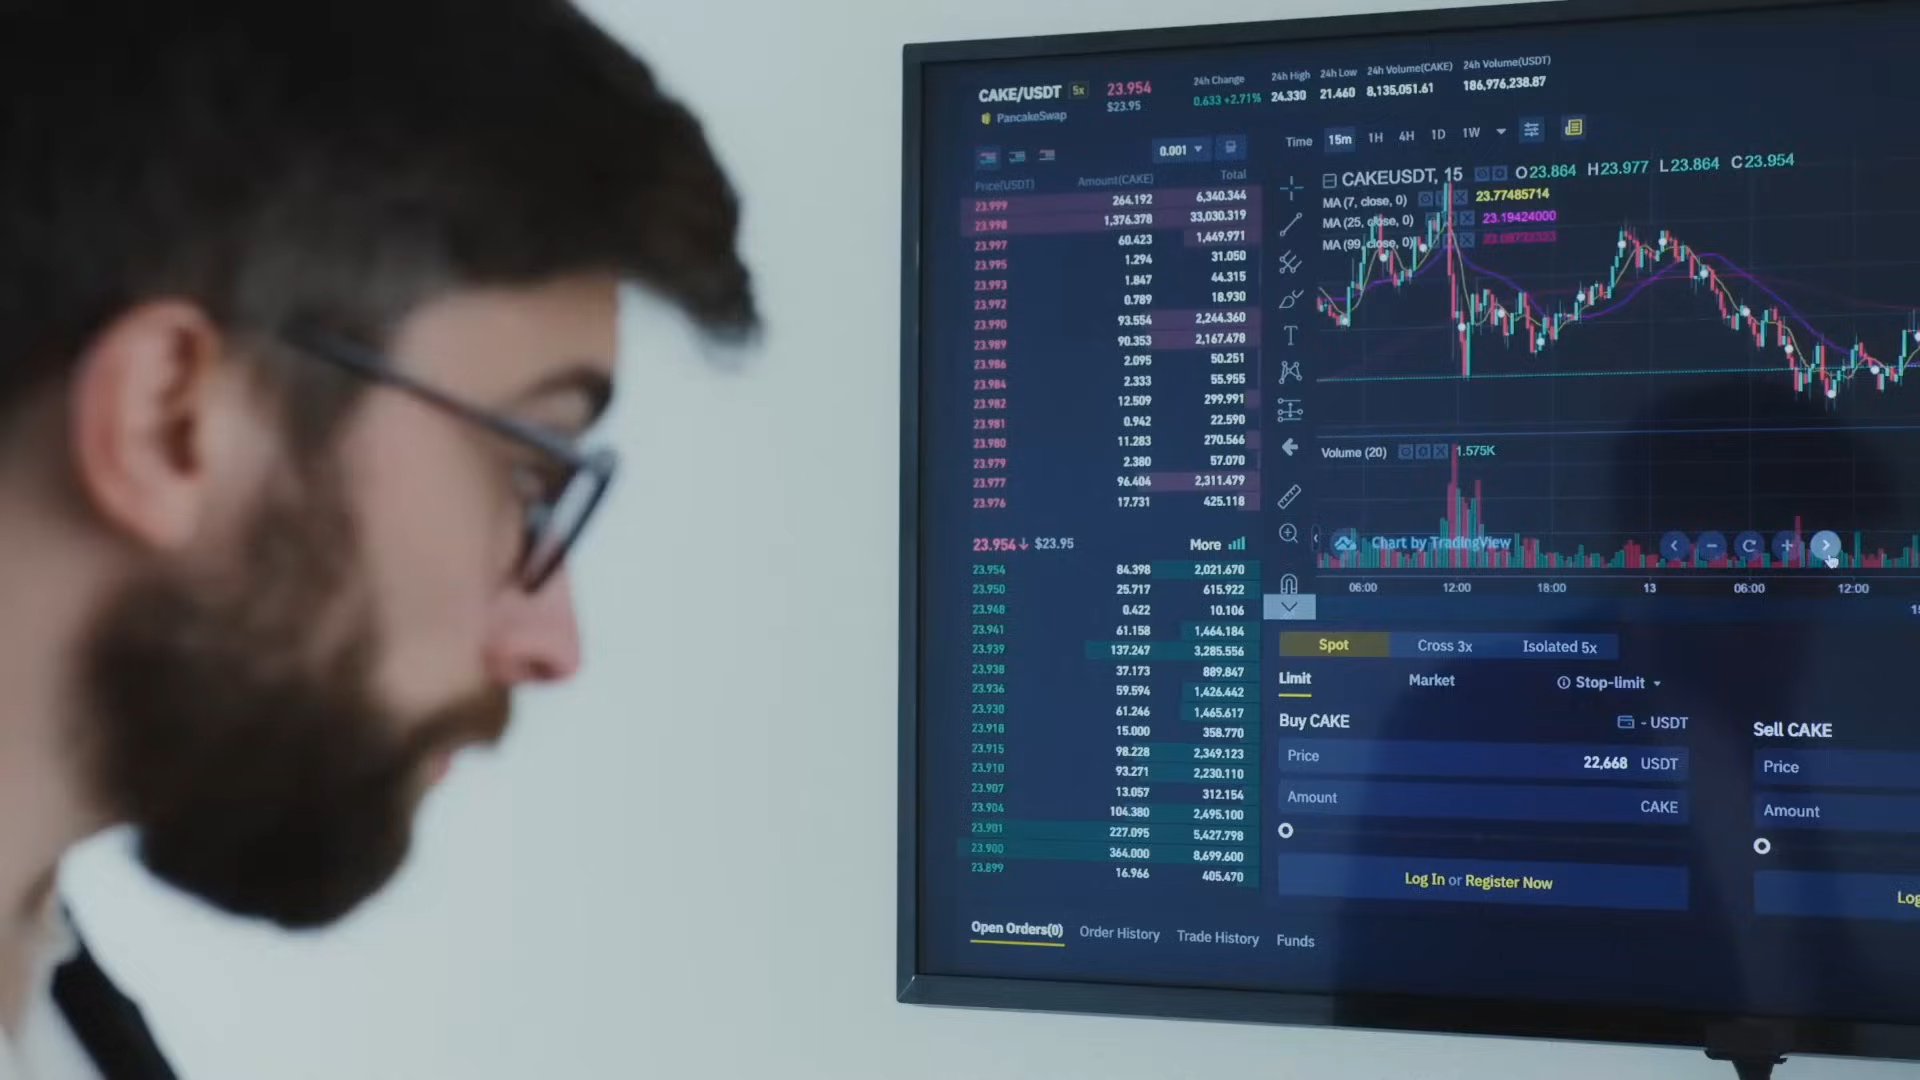 CAKE/USDT 5x 23.954 $23.95
PancakeSwap
24h Change 24h High 24h Low 24h Volume(CAKE) 24h Volume(USDT)
0.633 +2.71% 24.330 21.460 8,135,051.61 186,976,238.87
0.001
Price(USDT) Amount(CAKE) Total
23.999 264.192 6,340.344
23.998 1,376.378 33,030.319
23.997 60.423 1,449.971
23.995 1.294 31.050
23.993 1.847 44.315
23.992 0.789 18.930
23.990 93.554 2,244.360
23.989 90.353 2,167.478
23.986 2.095 50.251
23.984 2.333 55.955
23.982 12.509 299.991
23.981 0.942 22.590
23.980 11.283 270.566
23.979 2.380 57.070
23.977 96.404 2,311.479
23.976 17.731 425.118
23.954↓ $23.95 More
23.954 84.398 2,021.670
23.950 25.717 615.922
23.948 0.422 10.106
23.941 61.158 1,464.184
23.939 137.247 3,285.556
23.938 37.173 889.847
23.936 59.594 1,426.442
23.930 61.246 1,465.617
23.918 15.000 358.770
23.915 98.228 2,349.123
23.910 93.271 2,230.110
23.907 13.057 312.154
23.904 104.380 2,495.100
23.901 227.095 5,427.798
23.900 364.000 8,699.600
23.899 16.966 405.470
Time 15m 1H 4H 1D 1W
CAKEUSDT, 15 O23.864 H23.977 L23.864 C23.954
MA (7, close, 0) 23.77485714
MA (25, close, 0) 23.19424000
MA (99, close, 0)
Volume (20) 1.575K
Chart by TradingView
06:00 12:00 18:00 13 06:00 12:00
Spot Cross 3x Isolated 5x
Limit Market Stop-limit
Buy CAKE - USDT
Price 22,668 USDT
Amount CAKE
Log In or Register Now
Sell CAKE
Price
Amount
Log
Open Orders(0) Order History Trade History Funds